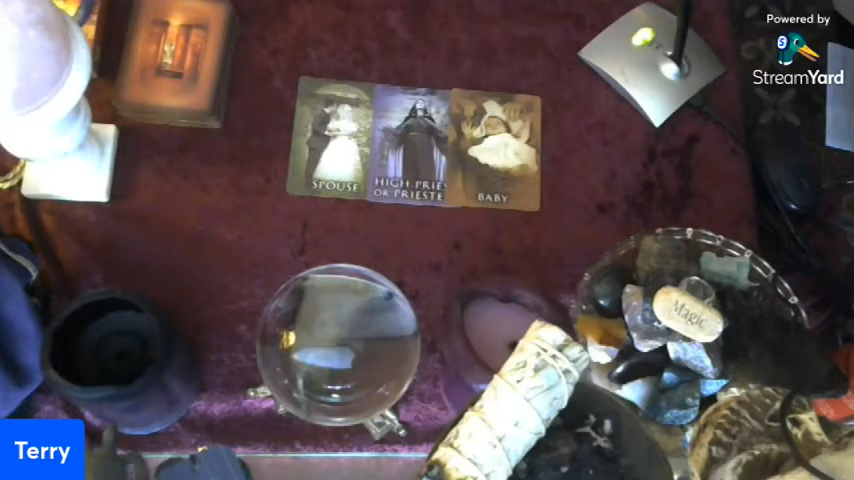 Powered by
StreamYard
SPOUSE
HIGH PRIES
OR PRIESTE
BABY
Magic
Terry